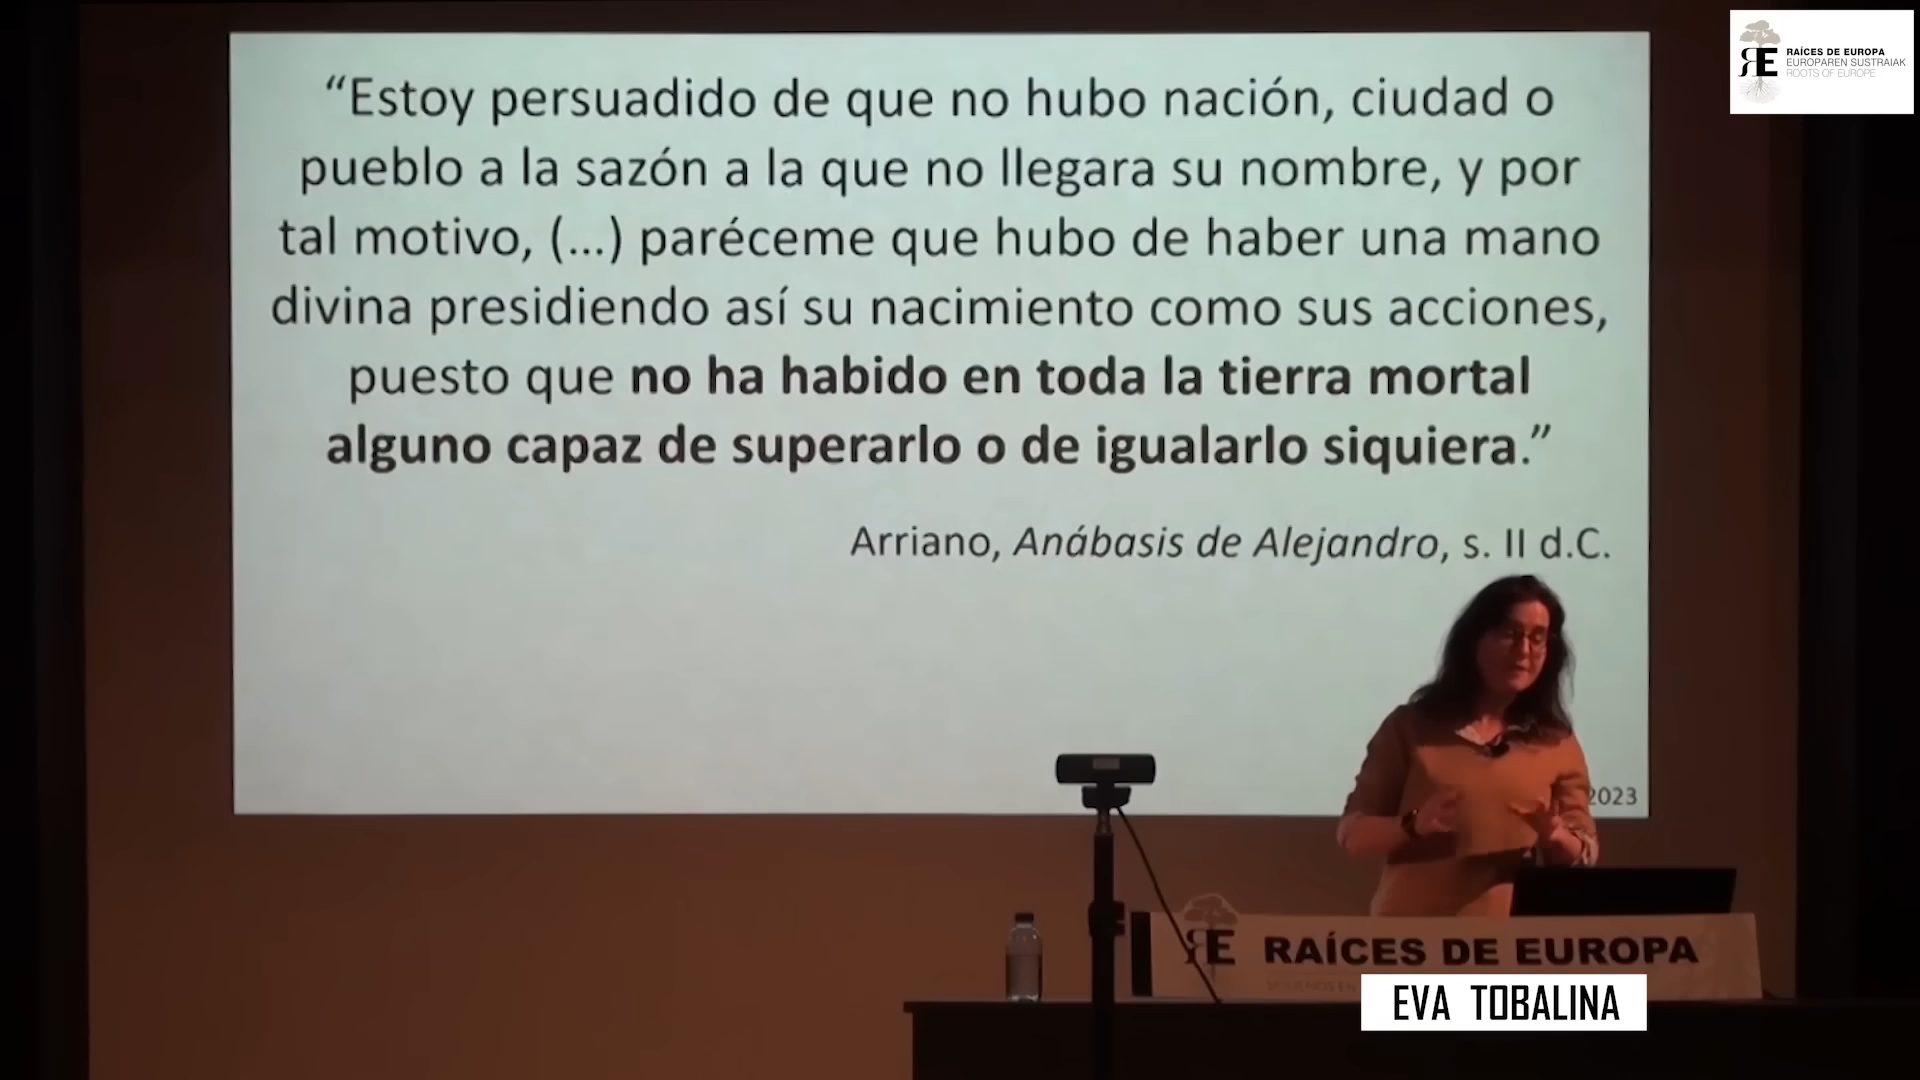 “Estoy persuadido de que no hubo nación, ciudad o
pueblo a la sazón a la que no llegara su nombre, y por
tal motivo, (...) paréceme que hubo de haber una mano
divina presidiendo así su nacimiento como sus acciones,
puesto que no ha habido en toda la tierra mortal
alguno capaz de superarlo o de igualarlo siquiera.”
Arriano, Anábasis de Alejandro, s. II d.C.
2023
RE
RAÍCES DE EUROPA
EUROPAREN SUSTRAIAK
ROOTS OF EUROPE
RE RAÍCES DE EUROPA
EVA TOBALINA